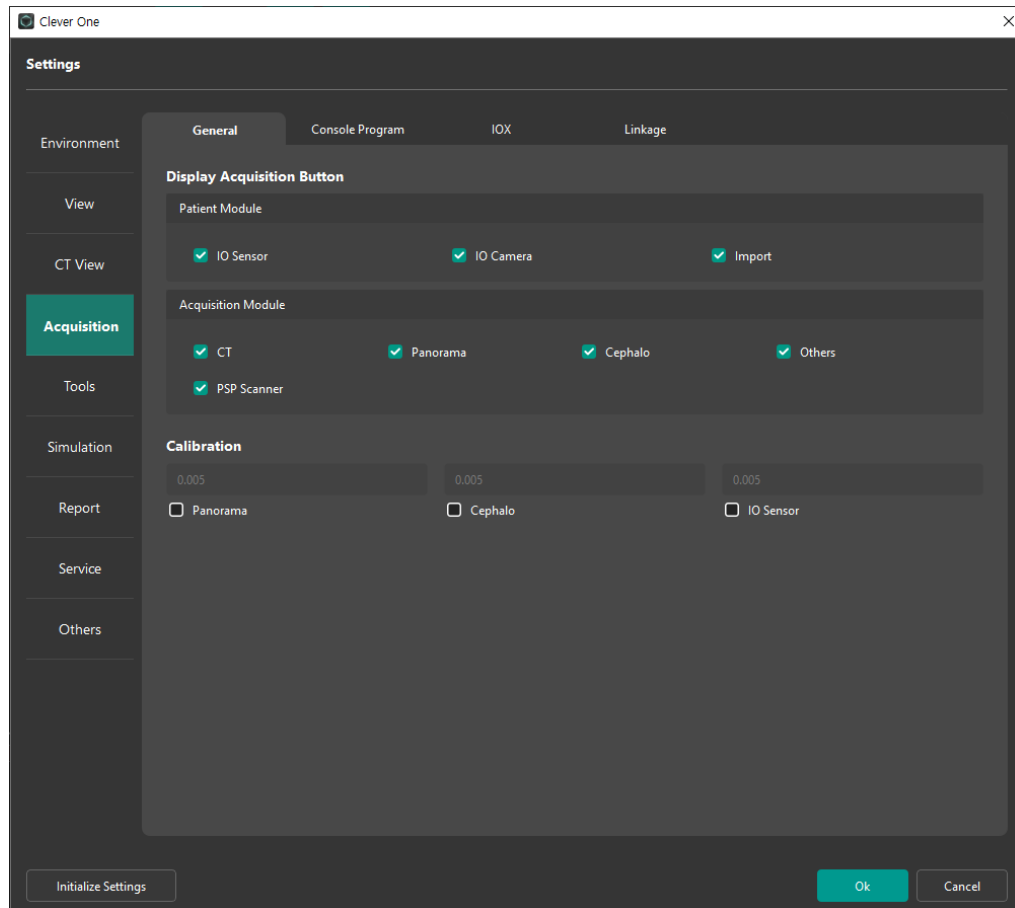 Clever One
Settings
Environment
View
CT View
Acquisition
Tools
Simulation
Report
Service
Others
General Console Program IOX Linkage
Display Acquisition Button
Patient Module
IO Sensor IO Camera Import
Acquisition Module
CT Panorama Cephalo Others
PSP Scanner
Calibration
0.005 0.005 0.005
Panorama Cephalo IO Sensor
Initialize Settings Ok Cancel